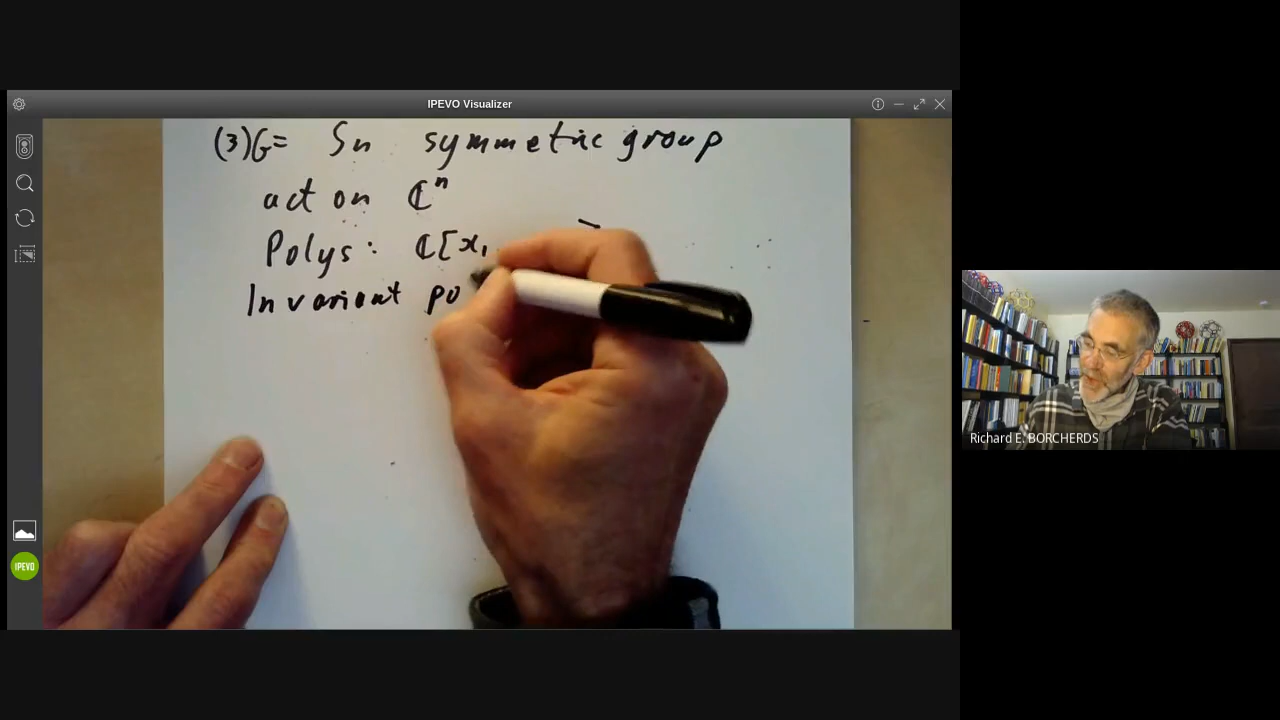 IPEVO Visualizer
(3) G = Sn symmetric group
act on ℂⁿ
Polys: ℂ[x₁
Invariant po
IPEVO
Richard E. BORCHERDS